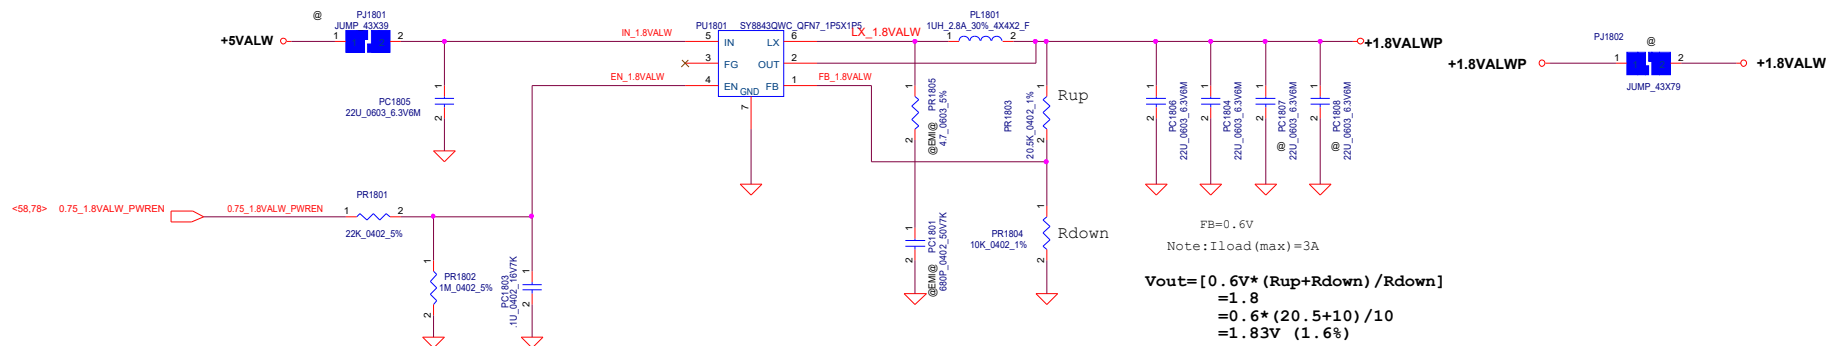 @
PJ1801
JUMP_43X39
+5VALW
1
2
IN_1.8VALW
PU1801
SY8843QWC_QFN7_1P5X1P5
5
IN
LX
6
3
FG
OUT
2
4
EN
FB
1
GND
7
LX_1.8VALW
PL1801
1UH_2.8A_30%_4X4X2_F
1
2
+1.8VALWP
PJ1802
@
+1.8VALWP
1
2
+1.8VALW
JUMP_43X79
EN_1.8VALW
FB_1.8VALW
PC1805
22U_0603_6.3V6M
1
2
1
2
@EMI@ PR1805
4.7_0603_5%
PR1803
20.5K_0402_1%
1
2
Rup
1
2
PC1806
22U_0603_6.3V6M
1
2
PC1804
22U_0603_6.3V6M
1
2
@ PC1807
22U_0603_6.3V6M
1
2
@ PC1808
22U_0603_6.3V6M
<58,78>
0.75_1.8VALW_PWREN
0.75_1.8VALW_PWREN
PR1801
1
2
22K_0402_5%
1
2
PR1802
1M_0402_5%
PC1803
.1U_0402_16V7K
1
2
1
2
@EMI@ PC1801
680P_0402_50V7K
PR1804
10K_0402_1%
1
2
Rdown
FB=0.6V
Note:Iload(max)=3A
Vout=[0.6V*(Rup+Rdown)/Rdown]
=1.8
=0.6*(20.5+10)/10
=1.83V (1.6%)